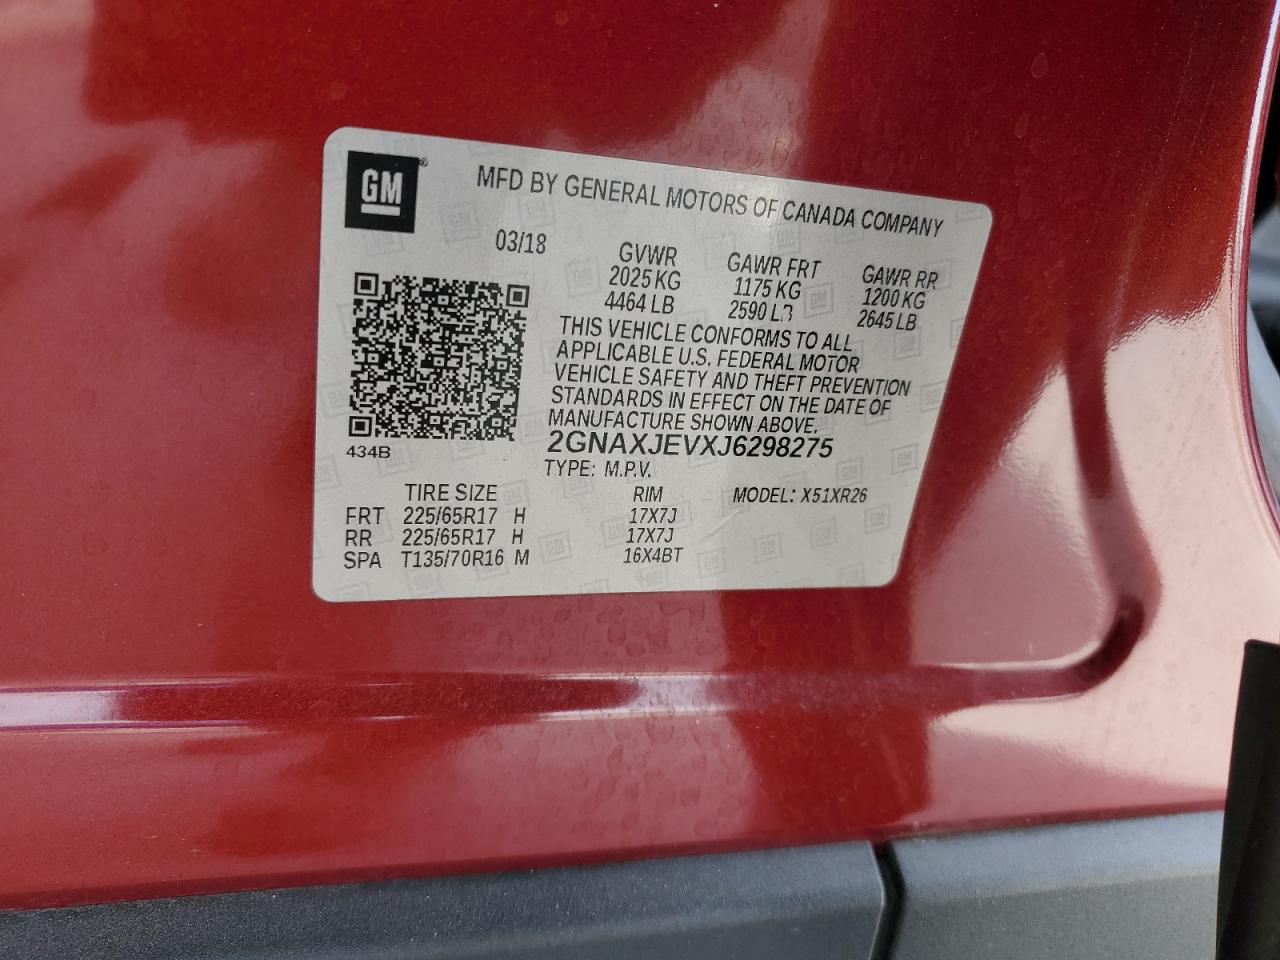 GM
MFD BY GENERAL MOTORS OF CANADA COMPANY
03/18
GVWR GAWR FRT GAWR RR
2025 KG 1175 KG 1200 KG
4464 LB 2590 LB 2645 LB
THIS VEHICLE CONFORMS TO ALL
APPLICABLE U.S. FEDERAL MOTOR
VEHICLE SAFETY AND THEFT PREVENTION
STANDARDS IN EFFECT ON THE DATE OF
MANUFACTURE SHOWN ABOVE.
2GNAXJEVXJ6298275
434B
TYPE: M.P.V.
TIRE SIZE RIM MODEL: X51XR26
FRT 225/65R17 H 17X7J
RR 225/65R17 H 17X7J
SPA T135/70R16 M 16X4BT